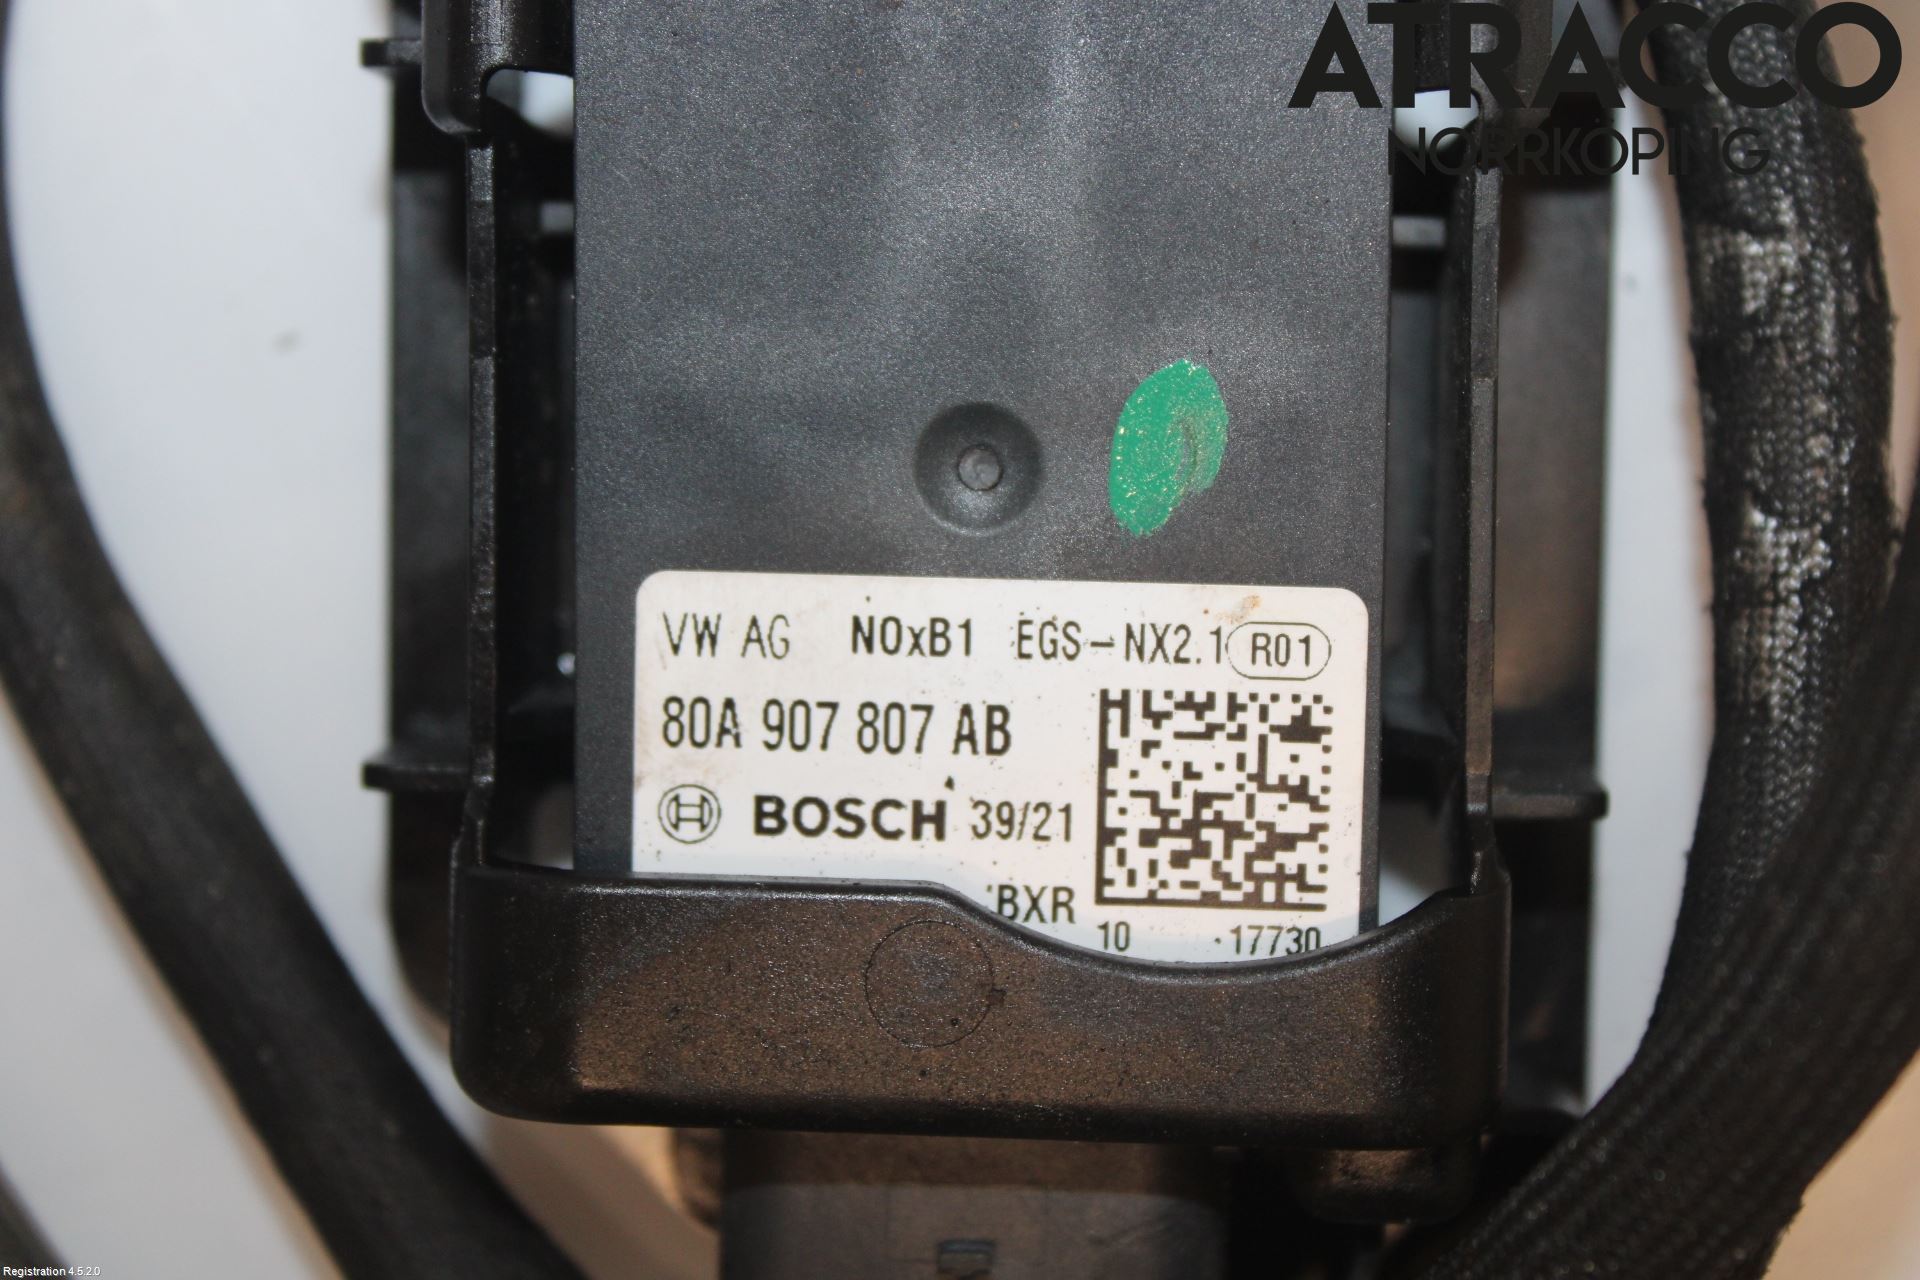 ATRACCO
NORRKÖPING
VW AG NOxB1 EGS-NX2.1 R01
80A 907 807 AB
BOSCH 39/21
BXR
10 17730
Registration 4.5.2.0